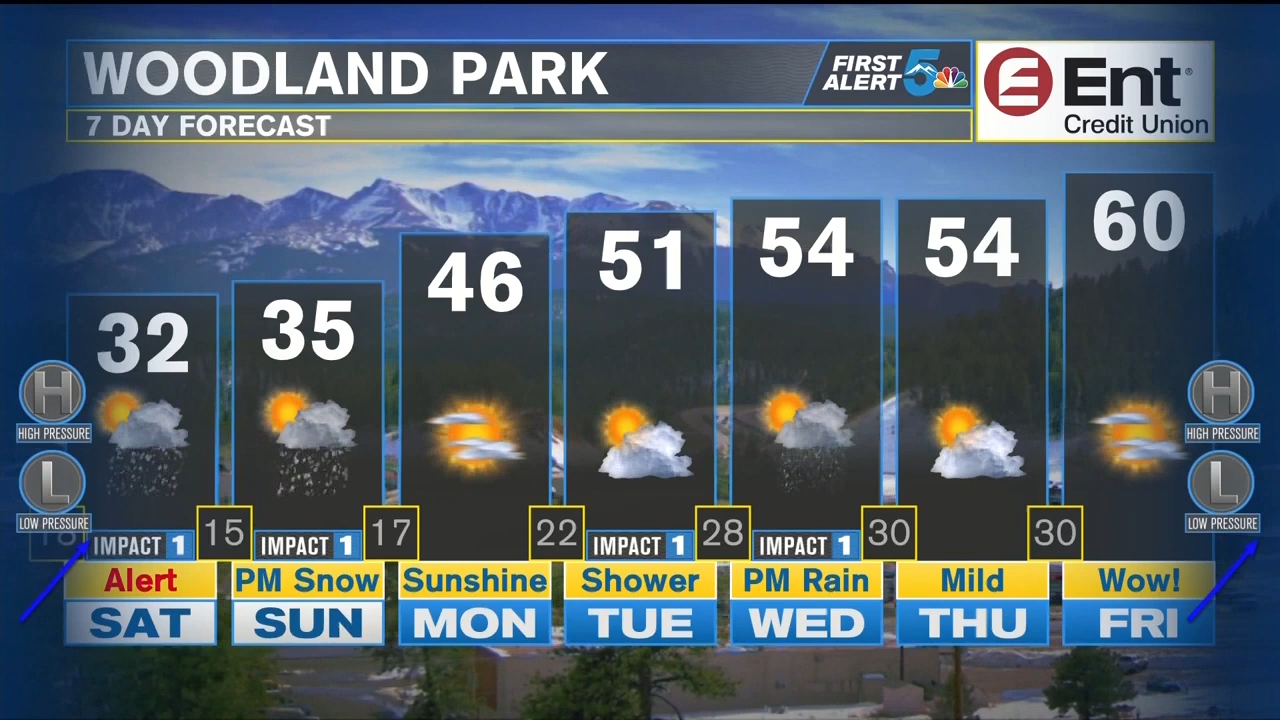 WOODLAND PARK
FIRST ALERT 5
Ent
Credit Union
7 DAY FORECAST
32 35 46 51 54 54 60
H H
HIGH PRESSURE HIGH PRESSURE
L L
LOW PRESSURE LOW PRESSURE
15 17 22 28 30 30
IMPACT 1 IMPACT 1 IMPACT 1 IMPACT 1
Alert PM Snow Sunshine Shower PM Rain Mild Wow!
SAT SUN MON TUE WED THU FRI